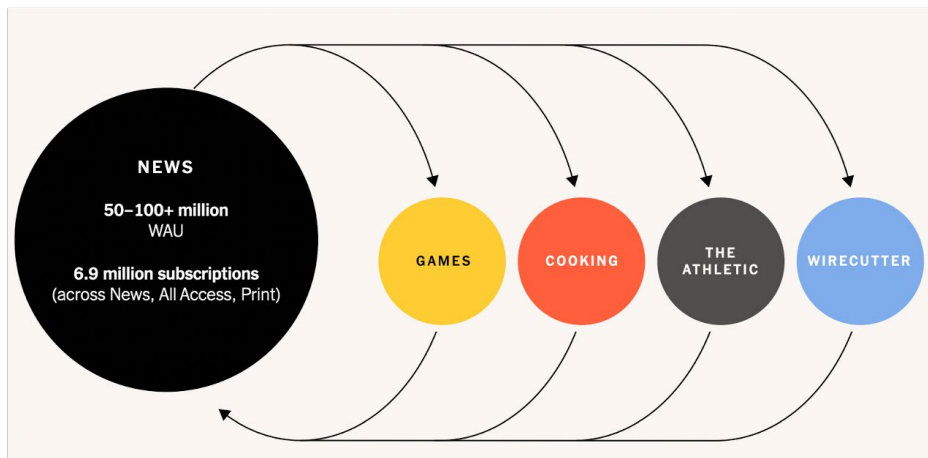 NEWS
50–100+ million
WAU
6.9 million subscriptions
(across News, All Access, Print)
GAMES
COOKING
THE
ATHLETIC
WIRECUTTER